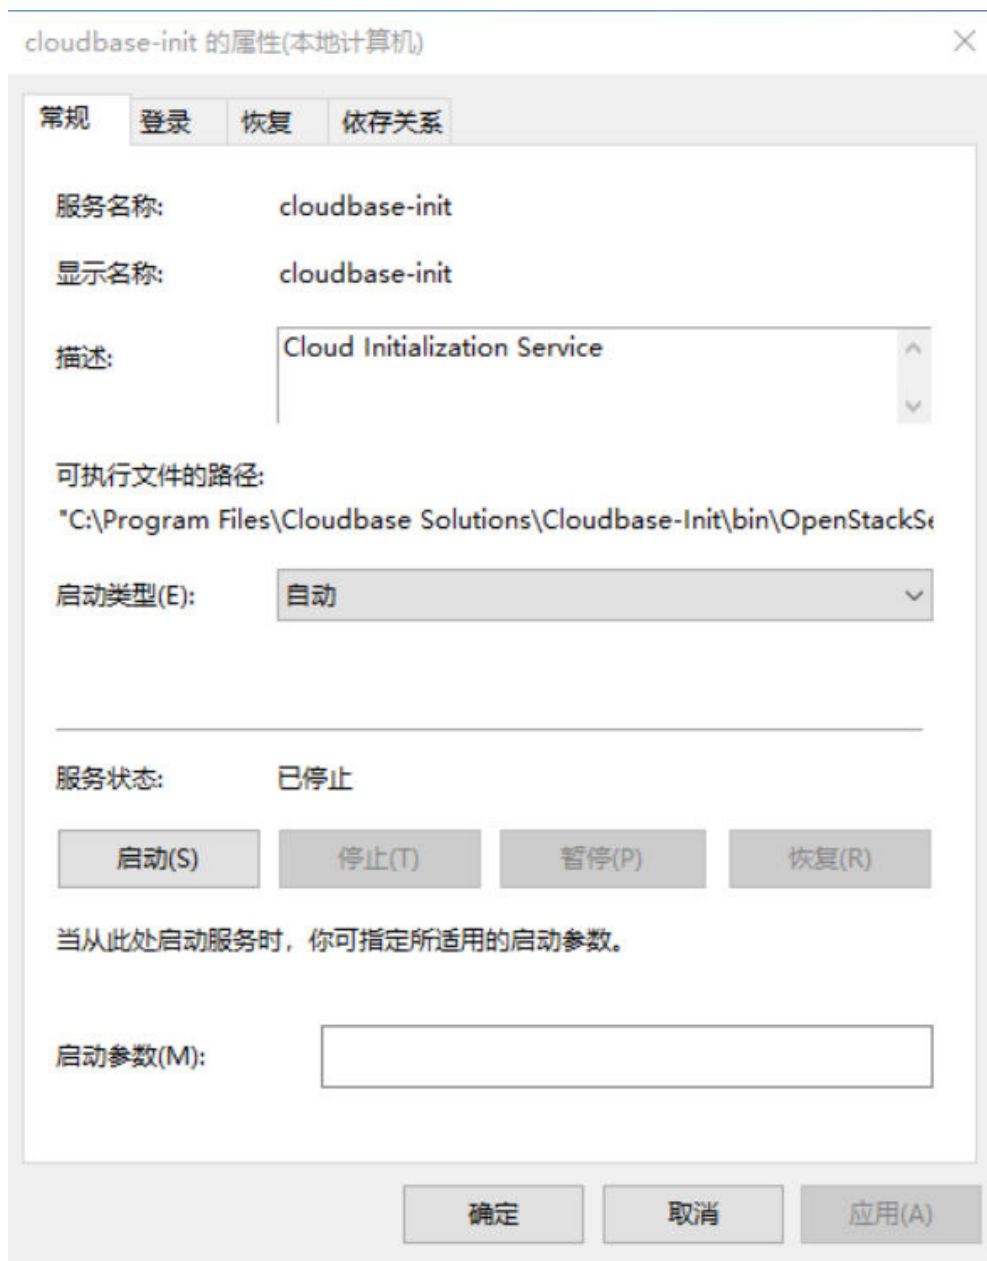 cloudbase-init 的属性(本地计算机)
常规 登录 恢复 依存关系
服务名称: cloudbase-init
显示名称: cloudbase-init
描述: Cloud Initialization Service
可执行文件的路径:
"C:\Program Files\Cloudbase Solutions\Cloudbase-Init\bin\OpenStackSe
启动类型(E): 自动
服务状态: 已停止
启动(S) 停止(T) 暂停(P) 恢复(R)
当从此处启动服务时，你可指定所适用的启动参数。
启动参数(M):
确定 取消 应用(A)